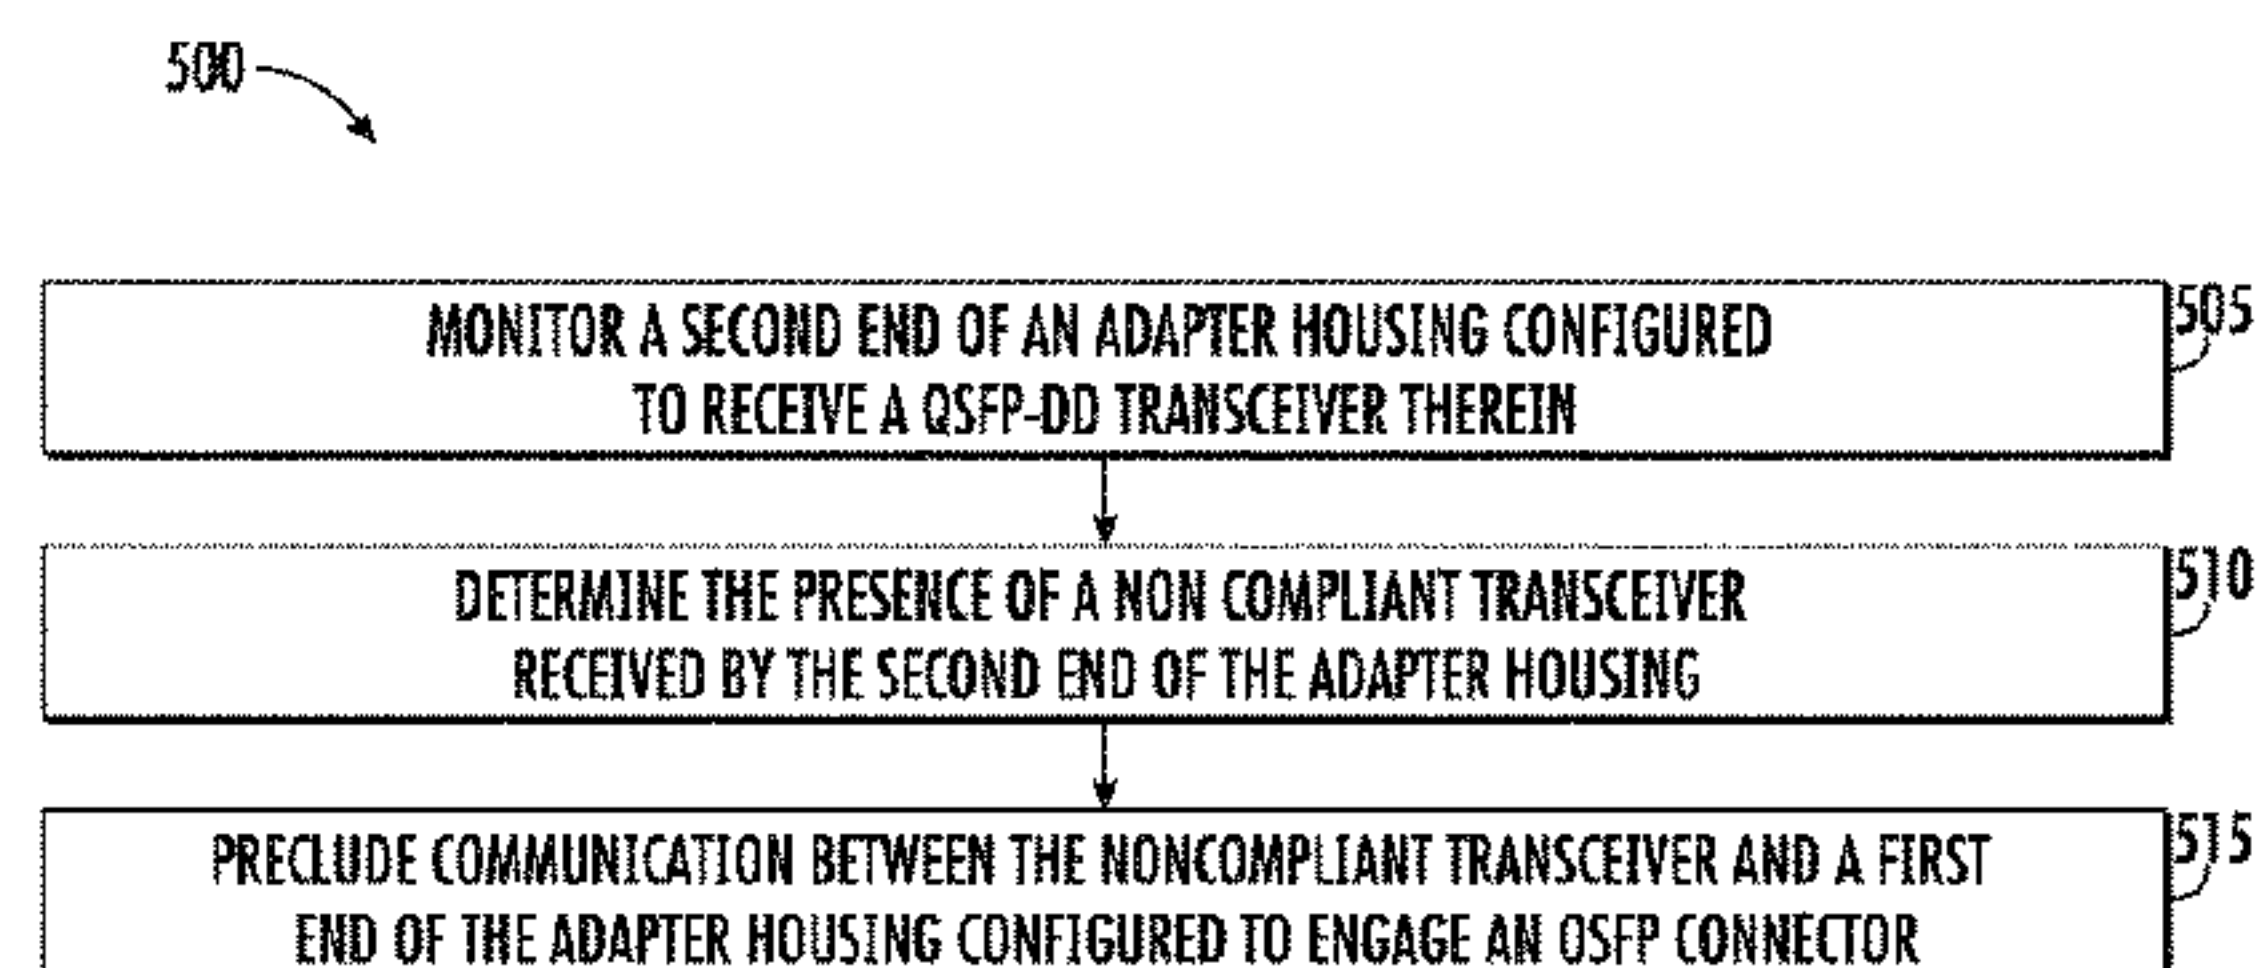 500
MONITOR A SECOND END OF AN ADAPTER HOUSING CONFIGURED
TO RECEIVE A QSFP-DD TRANSCEIVER THEREIN
505
DETERMINE THE PRESENCE OF A NON COMPLIANT TRANSCEIVER
RECEIVED BY THE SECOND END OF THE ADAPTER HOUSING
510
PRECLUDE COMMUNICATION BETWEEN THE NONCOMPLIANT TRANSCEIVER AND A FIRST
END OF THE ADAPTER HOUSING CONFIGURED TO ENGAGE AN OSFP CONNECTOR
515